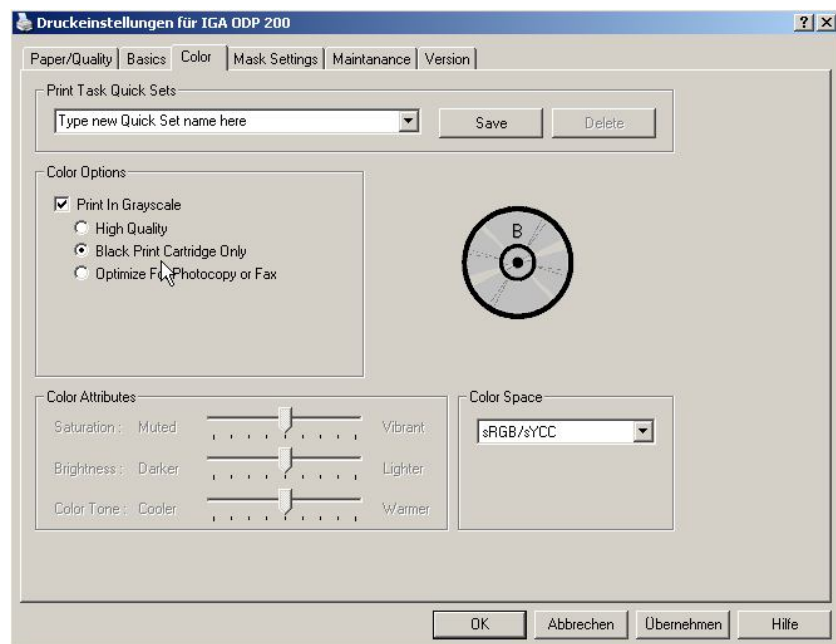 Druckeinstellungen für IGA ODP 200
Paper/Quality Basics Color Mask Settings Maintanance Version
Print Task Quick Sets
Type new Quick Set name here Save Delete
Color Options
Print In Grayscale
High Quality
Black Print Cartridge Only
Optimize For Photocopy or Fax
B
Color Attributes
Saturation : Muted Vibrant
Brightness : Darker Lighter
Color Tone : Cooler Warmer
Color Space
sRGB/sYCC
OK Abbrechen Übernehmen Hilfe